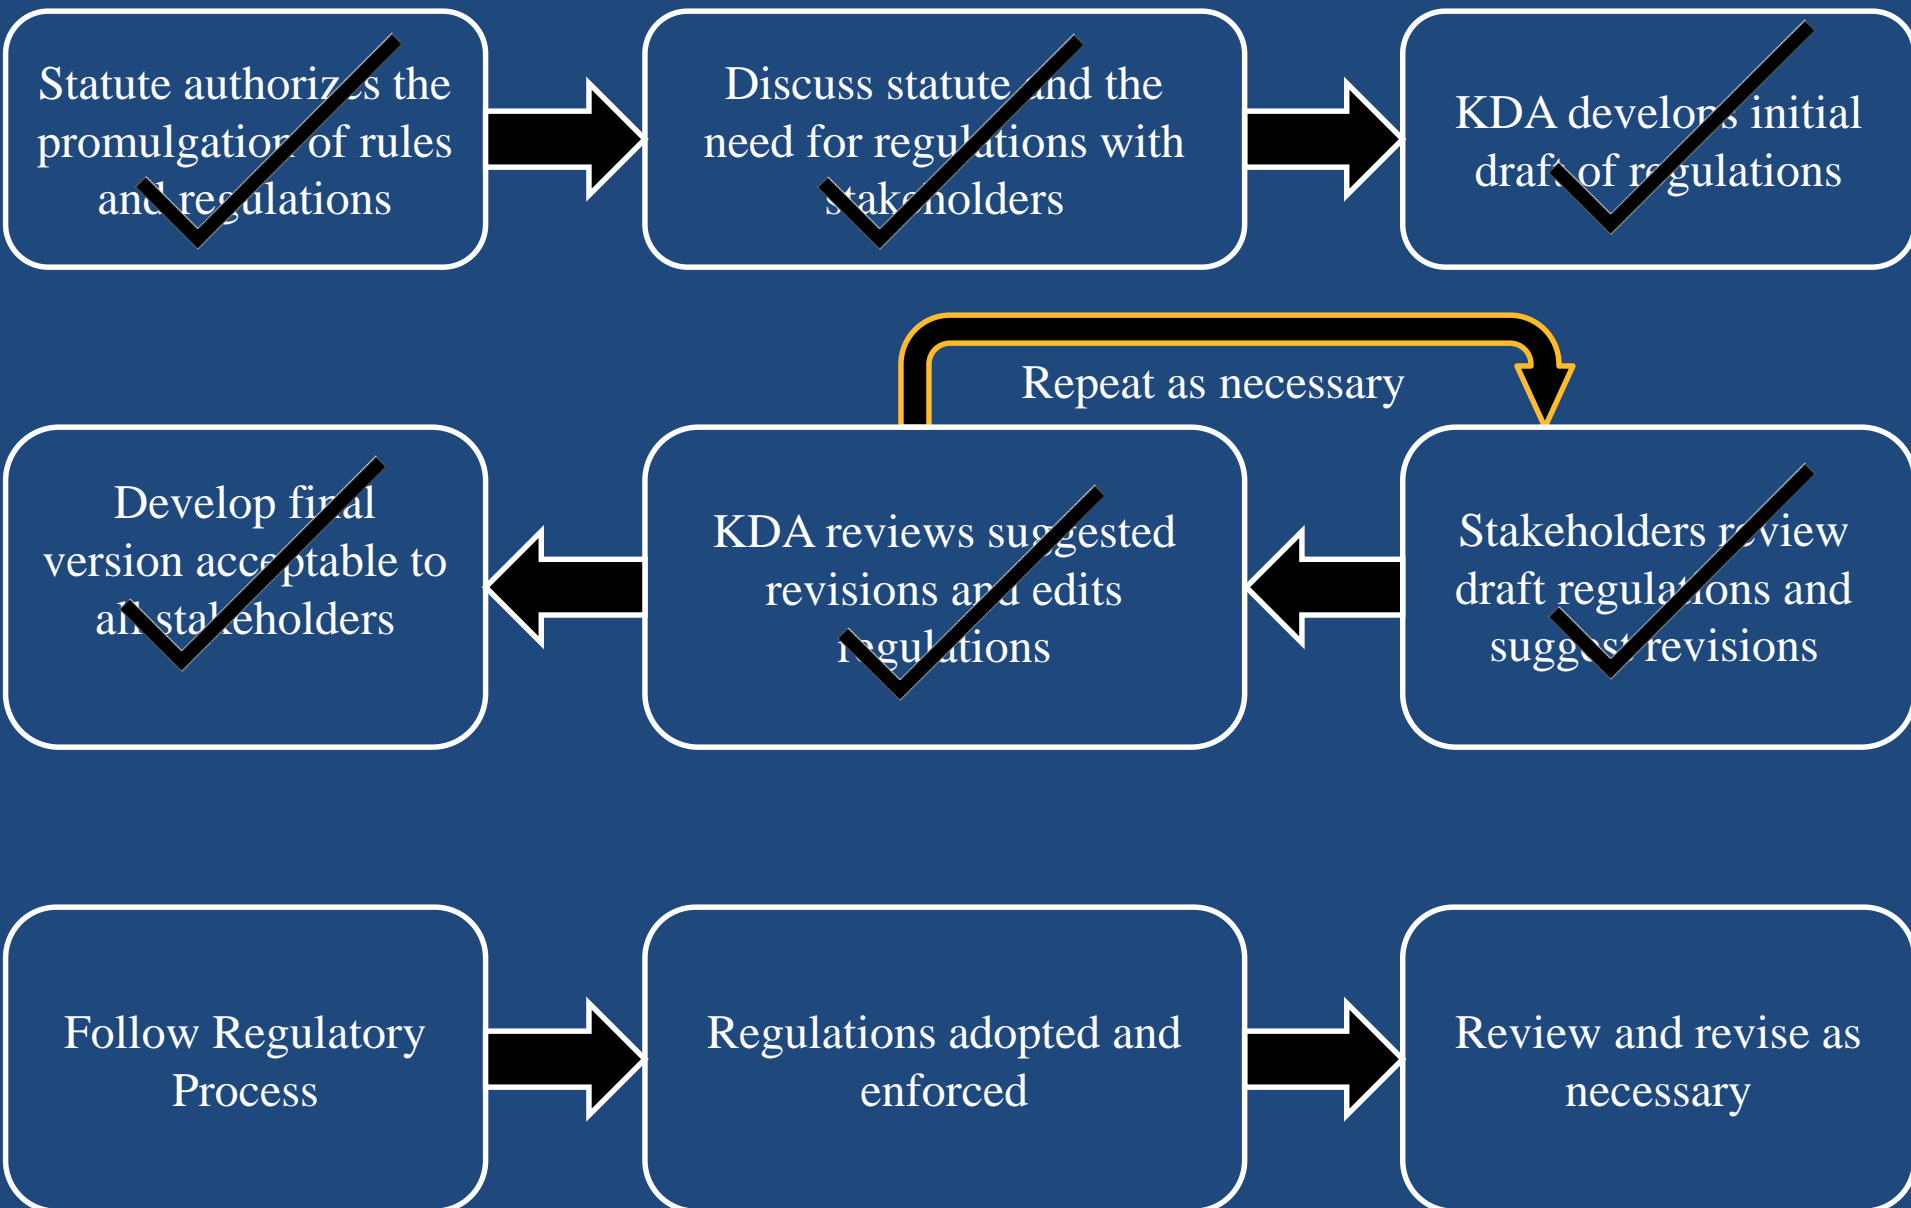 Statute authorizes the
promulgation of rules
and regulations
Discuss statute and the
need for regulations with
stakeholders
KDA develops initial
draft of regulations
Repeat as necessary
Stakeholders review
draft regulations and
suggest revisions
KDA reviews suggested
revisions and edits
regulations
Develop final
version acceptable to
all stakeholders
Follow Regulatory
Process
Regulations adopted and
enforced
Review and revise as
necessary